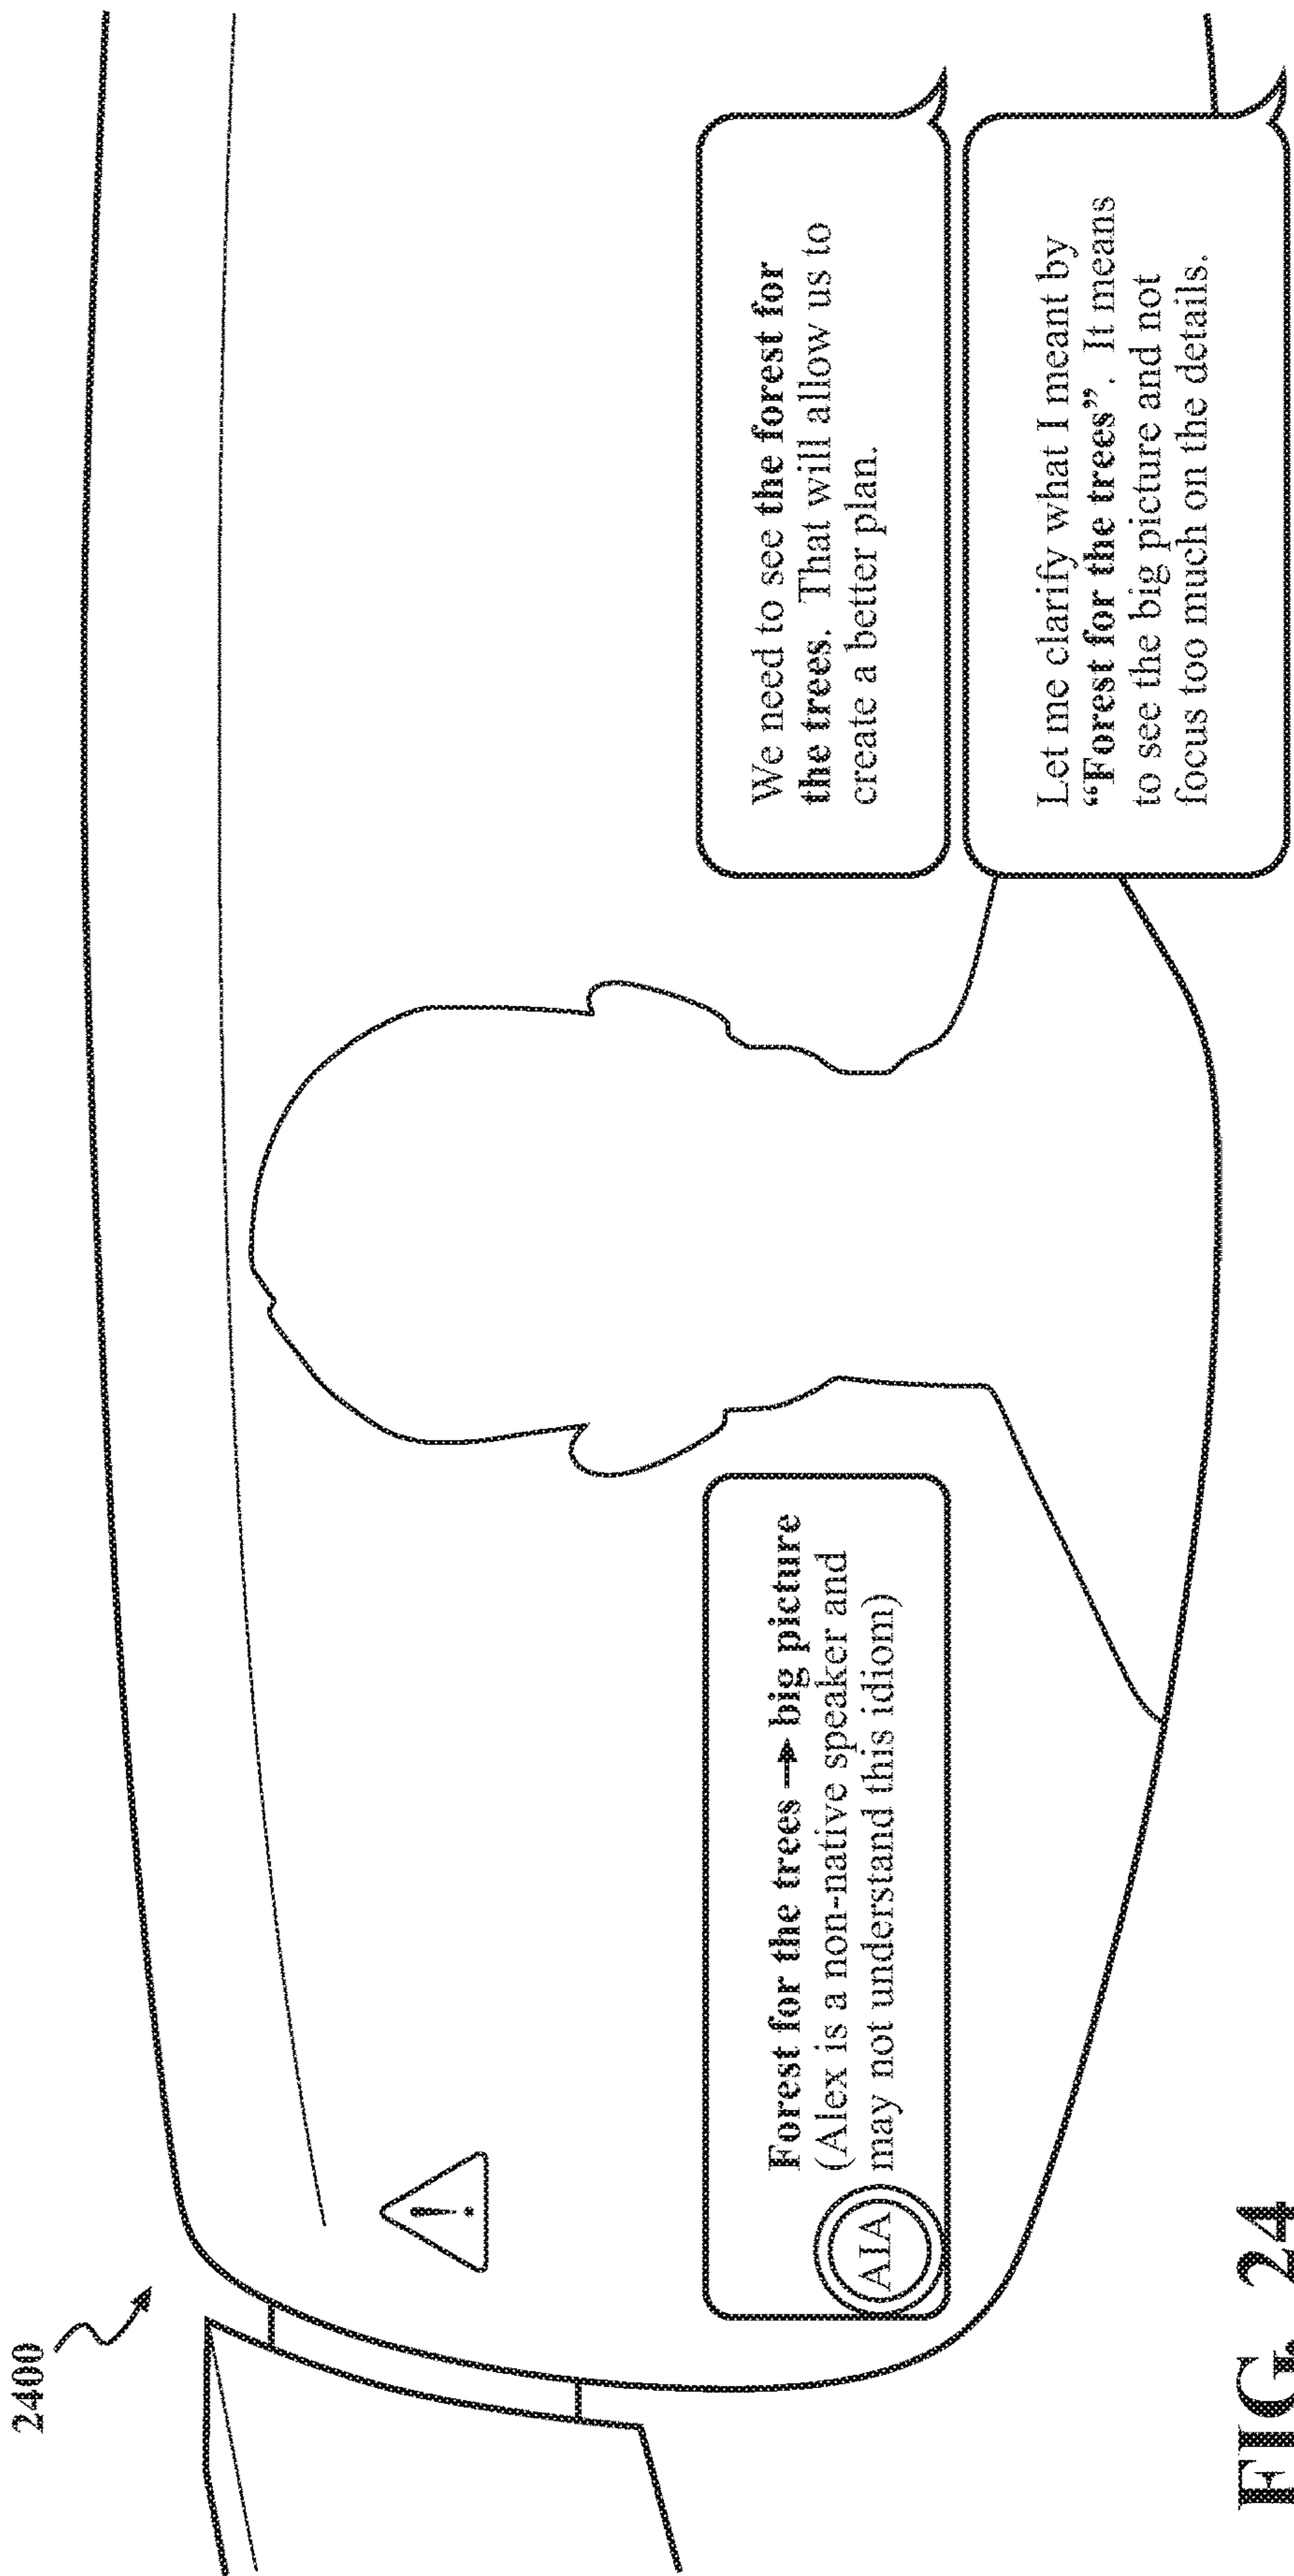 2400
Forest for the trees → big picture
(Alex is a non-native speaker and
may not understand this idiom)
AIA
We need to see the forest for
the trees. That will allow us to
create a better plan.
Let me clarify what I meant by
“Forest for the trees”. It means
to see the big picture and not
focus too much on the details.
FIG. 24